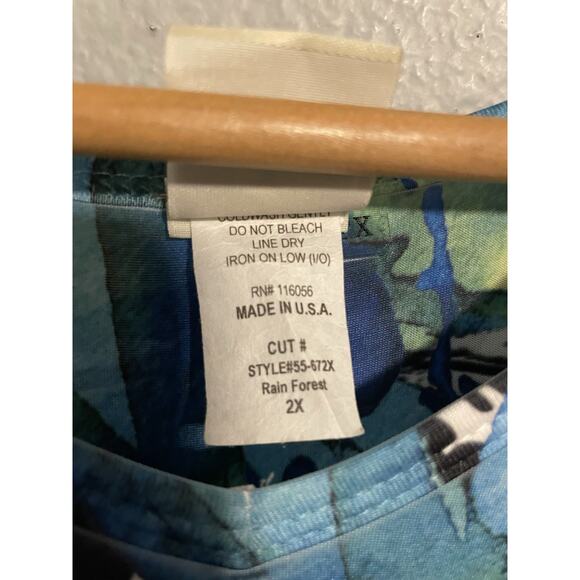 COLDWASH GENTLY
DO NOT BLEACH
LINE DRY
IRON ON LOW (I/O)
RN# 116056
MADE IN U.S.A.
CUT #
STYLE#55-672X
Rain Forest
2X
X